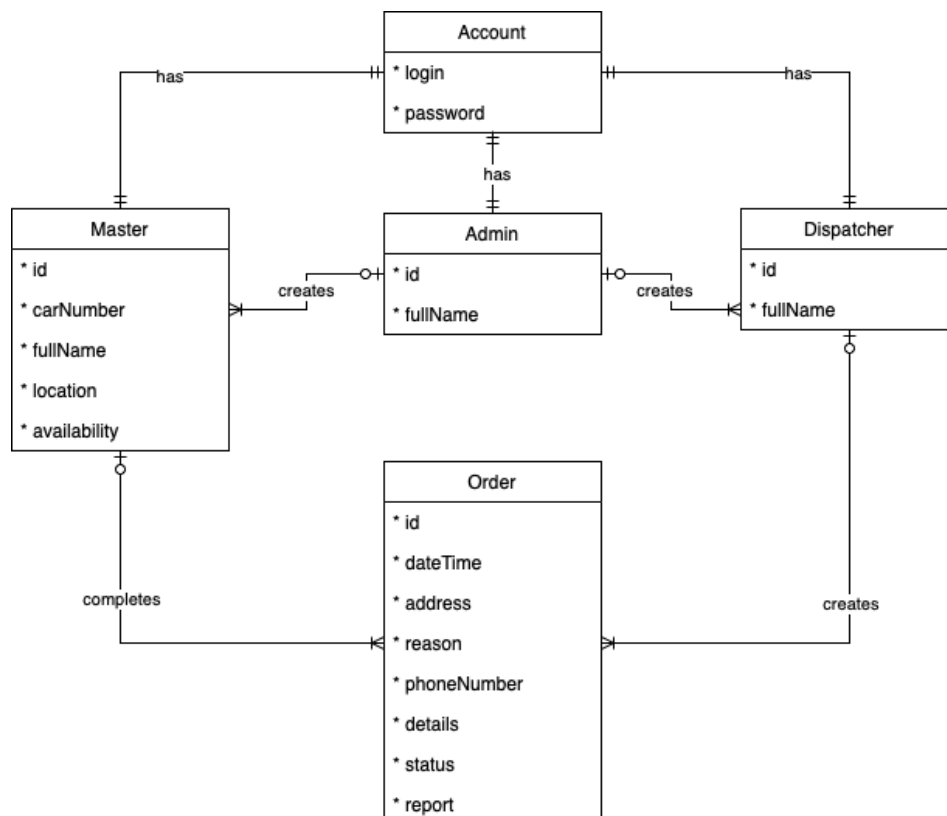 Account
* login
* password
has
has
has
Master
* id
* carNumber
* fullName
* location
* availability
Admin
* id
* fullName
Dispatcher
* id
* fullName
creates
creates
Order
* id
* dateTime
* address
* reason
* phoneNumber
* details
* status
* report
completes
creates